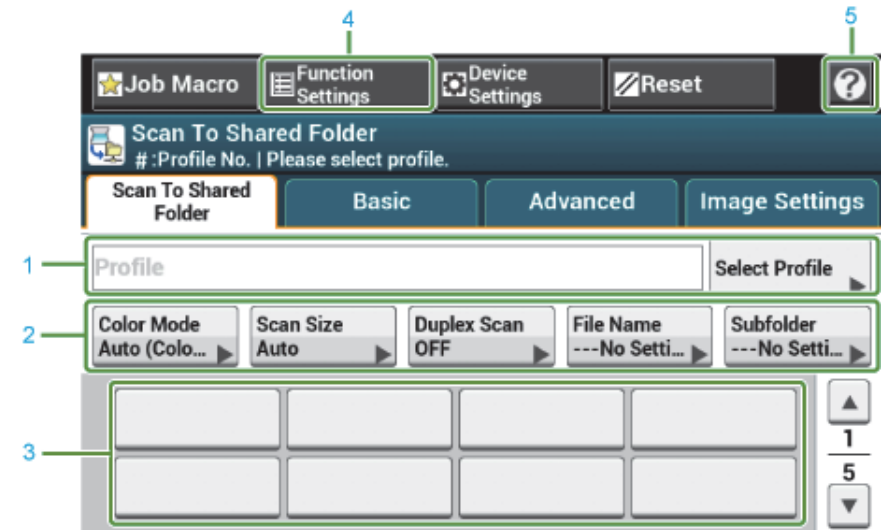 4 5
Job Macro Function Settings Device Settings Reset ?
Scan To Shared Folder
# :Profile No. | Please select profile.
Scan To Shared Folder Basic Advanced Image Settings
1 Profile Select Profile
2
Color Mode Scan Size Duplex Scan File Name Subfolder
Auto (Colo... Auto OFF ---No Setti... ---No Setti...
3
1
5